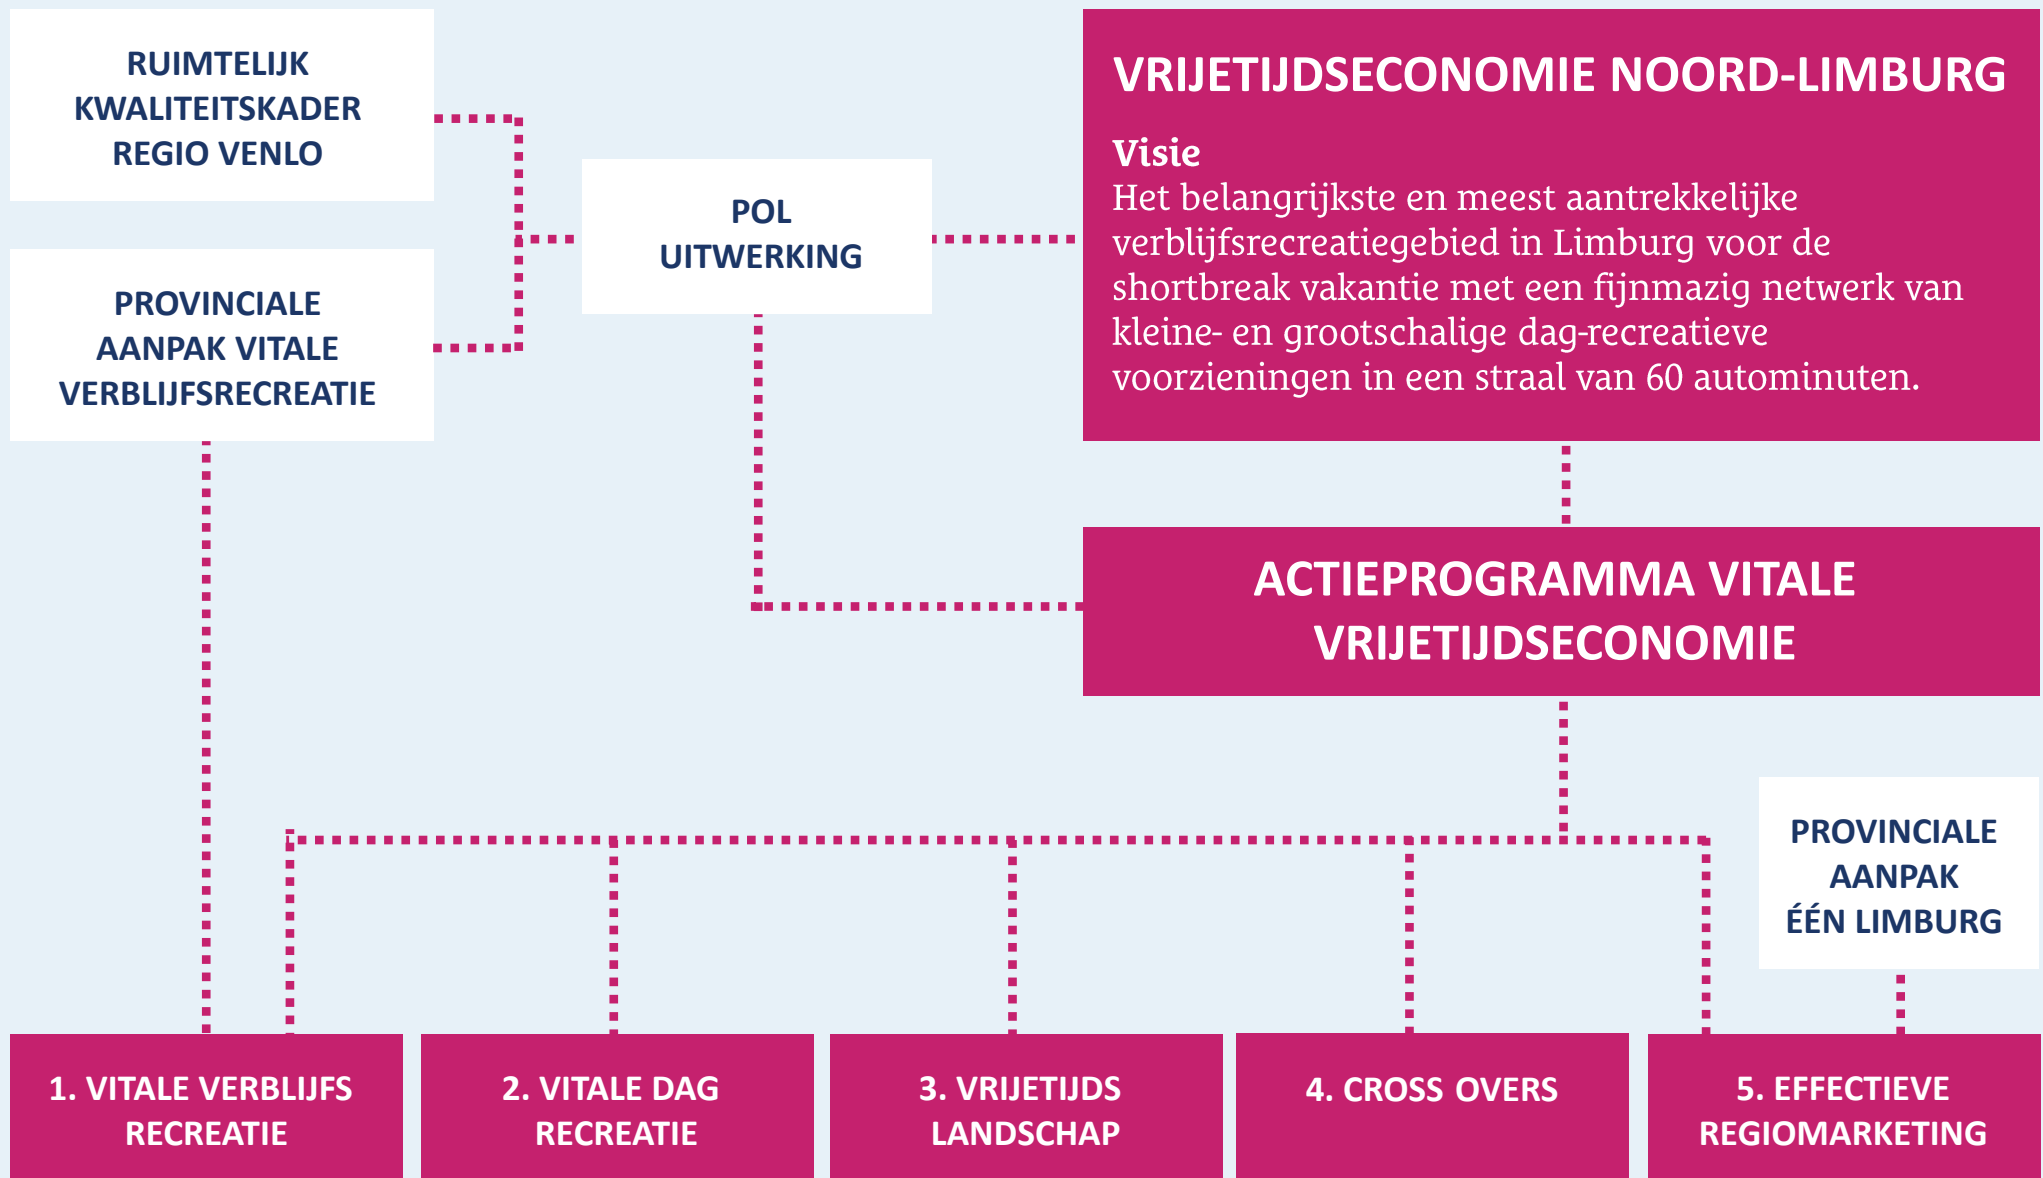 RUIMTELIJK
KWALITEITSKADER
REGIO VENLO
PROVINCIALE
AANPAK VITALE
VERBLIJFSRECREATIE
POL
UITWERKING
VRIJETIJDSECONOMIE NOORD-LIMBURG
Visie
Het belangrijkste en meest aantrekkelijke
verblijfsrecreatiegebied in Limburg voor de
shortbreak vakantie met een fijnmazig netwerk van
kleine- en grootschalige dag-recreatieve
voorzieningen in een straal van 60 autominuten.
ACTIEPROGRAMMA VITALE
VRIJETIJDSECONOMIE
PROVINCIALE
AANPAK
ÉÉN LIMBURG
1. VITALE VERBLIJFS
RECREATIE
2. VITALE DAG
RECREATIE
3. VRIJETIJDS
LANDSCHAP
4. CROSS OVERS
5. EFFECTIEVE
REGIOMARKETING